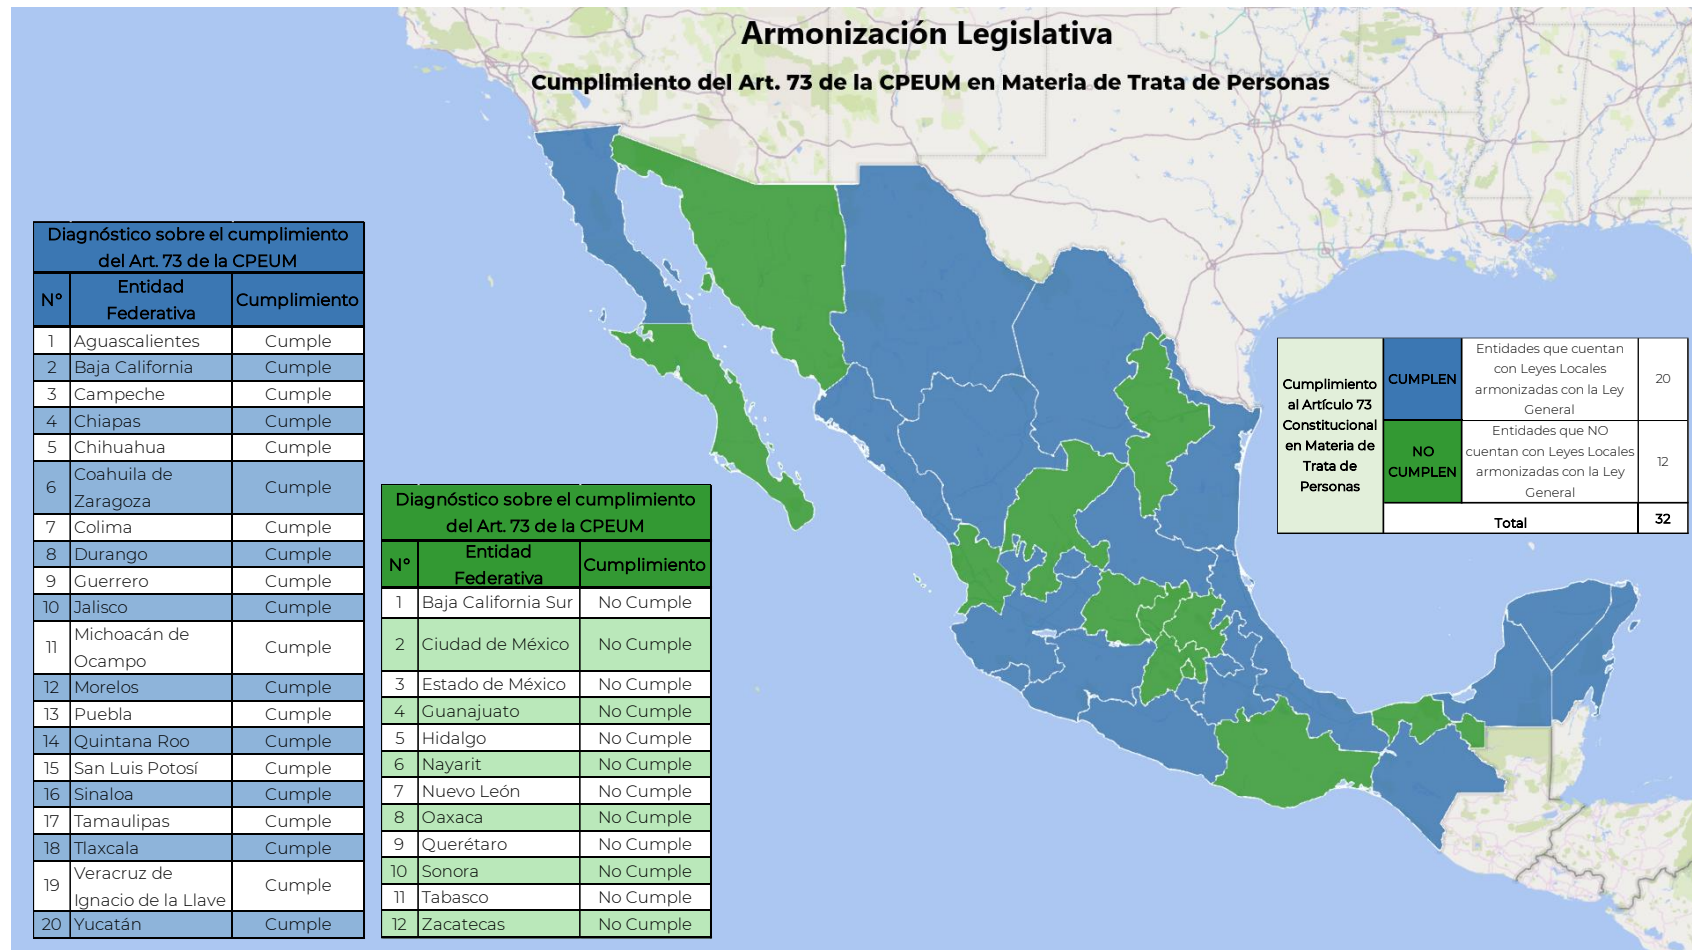 Armonización Legislativa
Cumplimiento del Art. 73 de la CPEUM en Materia de Trata de Personas
Diagnóstico sobre el cumplimiento
del Art. 73 de la CPEUM
N° Entidad Federativa Cumplimiento
1 Aguascalientes Cumple
2 Baja California Cumple
3 Campeche Cumple
4 Chiapas Cumple
5 Chihuahua Cumple
6 Coahuila de Zaragoza Cumple
7 Colima Cumple
8 Durango Cumple
9 Guerrero Cumple
10 Jalisco Cumple
11 Michoacán de Ocampo Cumple
12 Morelos Cumple
13 Puebla Cumple
14 Quintana Roo Cumple
15 San Luis Potosí Cumple
16 Sinaloa Cumple
17 Tamaulipas Cumple
18 Tlaxcala Cumple
19 Veracruz de Ignacio de la Llave Cumple
20 Yucatán Cumple
Diagnóstico sobre el cumplimiento
del Art. 73 de la CPEUM
N° Entidad Federativa Cumplimiento
1 Baja California Sur No Cumple
2 Ciudad de México No Cumple
3 Estado de México No Cumple
4 Guanajuato No Cumple
5 Hidalgo No Cumple
6 Nayarit No Cumple
7 Nuevo León No Cumple
8 Oaxaca No Cumple
9 Querétaro No Cumple
10 Sonora No Cumple
11 Tabasco No Cumple
12 Zacatecas No Cumple
Cumplimiento
al Artículo 73
Constitucional
en Materia de
Trata de
Personas
CUMPLEN
Entidades que cuentan
con Leyes Locales
armonizadas con la Ley
General
20
NO
CUMPLEN
Entidades que NO
cuentan con Leyes Locales
armonizadas con la Ley
General
12
Total 32